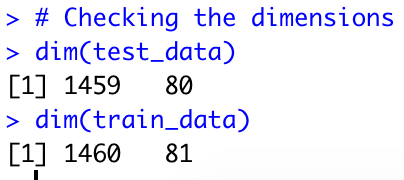 > # Checking the dimensions
> dim(test_data)
[1] 1459   80
> dim(train_data)
[1] 1460   81